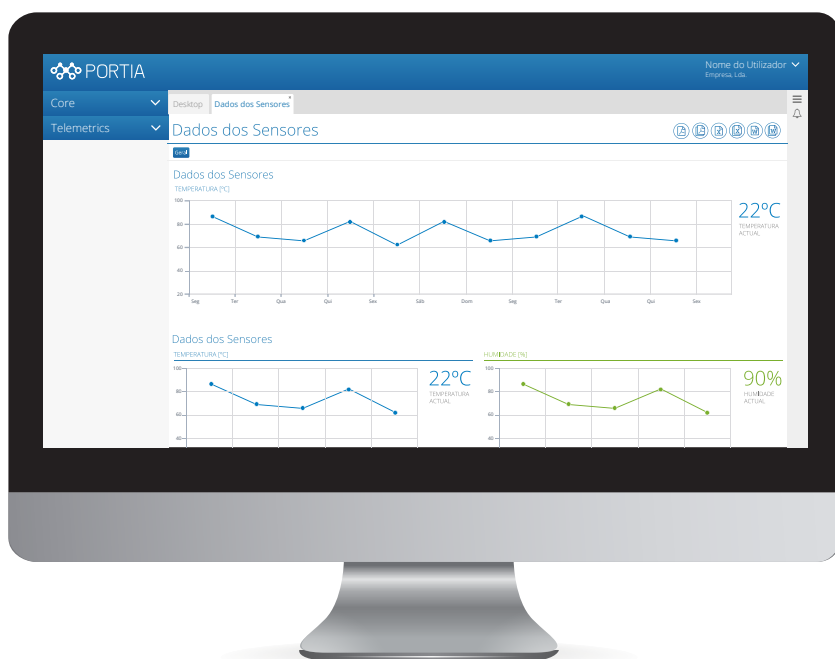 PORTIA
Nome do Utilizador
Empresa, Lda.
Core
Telemetrics
Desktop
Dados dos Sensores
Dados dos Sensores
Geral
Dados dos Sensores
TEMPERATURA [ºC]
100
80
60
40
20
Seg Ter Qua Qui Sex Sáb Dom Seg Ter Qua Qui Sex
22ºC
TEMPERATURA
ACTUAL
Dados dos Sensores
TEMPERATURA [ºC]
100
80
60
40
22ºC
TEMPERATURA
ACTUAL
HUMIDADE [%]
100
80
60
40
90%
HUMIDADE
ACTUAL